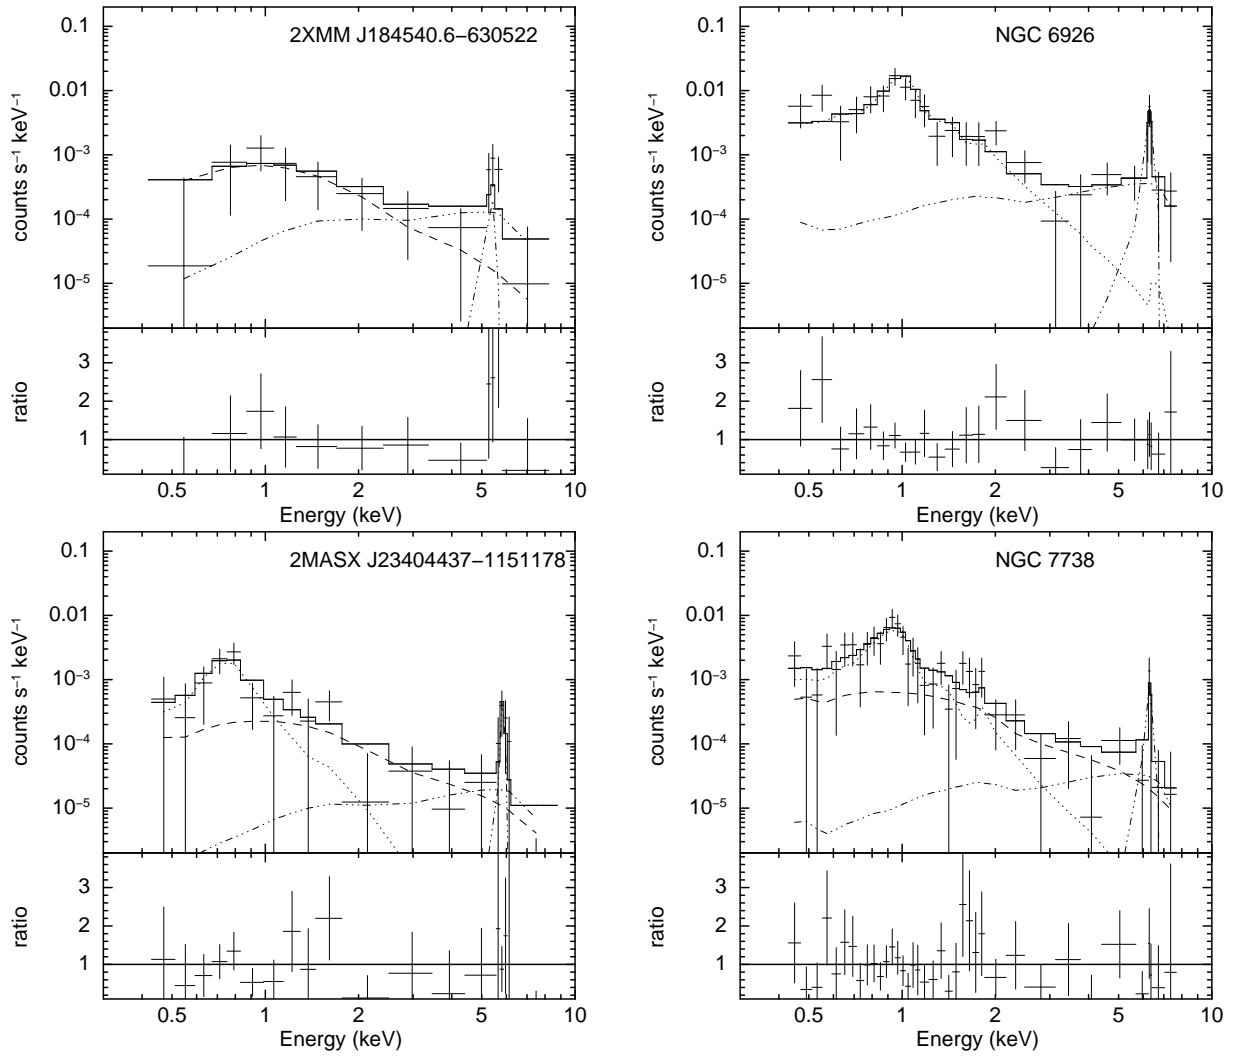 2XMM J184540.6−630522
0.1
0.01
10⁻³
10⁻⁴
10⁻⁵
counts s⁻¹ keV⁻¹
3
2
1
ratio
0.5 1 2 5 10
Energy (keV)
NGC 6926
0.1
0.01
10⁻³
10⁻⁴
10⁻⁵
counts s⁻¹ keV⁻¹
3
2
1
ratio
0.5 1 2 5 10
Energy (keV)
2MASX J23404437−1151178
0.1
0.01
10⁻³
10⁻⁴
10⁻⁵
counts s⁻¹ keV⁻¹
3
2
1
ratio
0.5 1 2 5 10
Energy (keV)
NGC 7738
0.1
0.01
10⁻³
10⁻⁴
10⁻⁵
counts s⁻¹ keV⁻¹
3
2
1
ratio
0.5 1 2 5 10
Energy (keV)